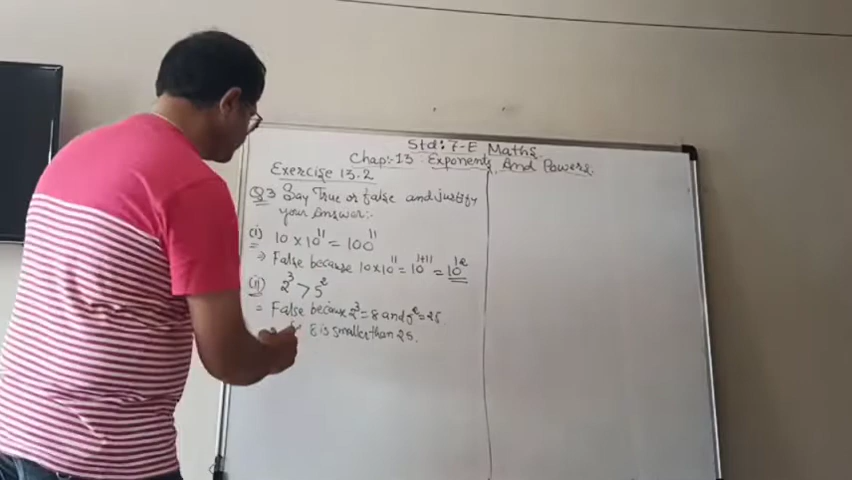 Std: 7-E Maths
Chap:-13 : Exponents And Powers.
Exercise 13.2
Q3 Say True or false and justify
your Answer:-
(i) 10 × 10¹¹ = 100¹¹
⇒ False because 10×10¹¹ = 10¹⁺¹¹ = 10¹²
(ii) 2³ > 5²
= False because 2³ = 8 and 5² = 25
8 is smaller than 25.